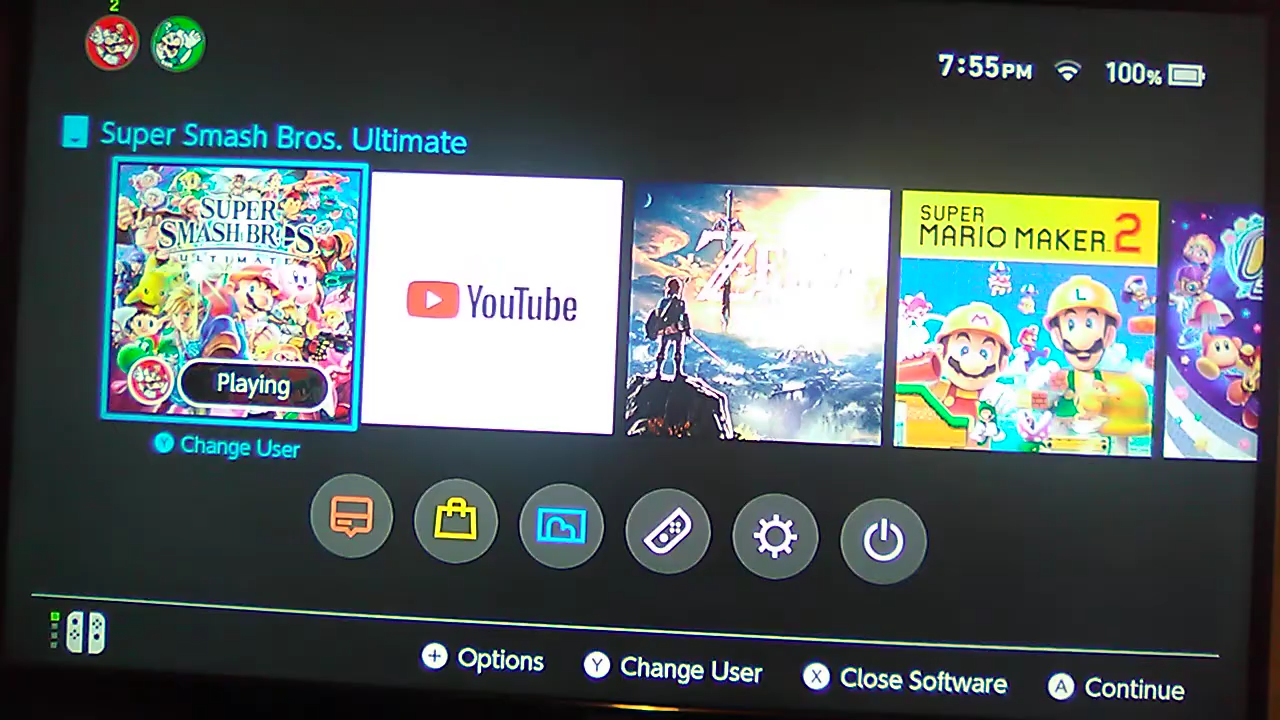 2
7:55PM
100%
Super Smash Bros. Ultimate
SUPER
SMASH BROS.
ULTIMATE
Playing
YouTube
ZELDA
SUPER
MARIO MAKER 2
M
L
Y Change User
+ Options
Y Change User
X Close Software
A Continue